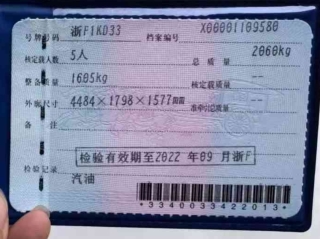 号牌号码 浙F1K033 档案编号 X00001109580
核定载人数 5人 总质量 2060kg
整备质量 1605kg 核定载质量 --
外廓尺寸 4484×1798×1577mm 准牵引总质量 --
备注
检验有效期至2022年09月浙F
检验记录
汽油
*3340033422013*